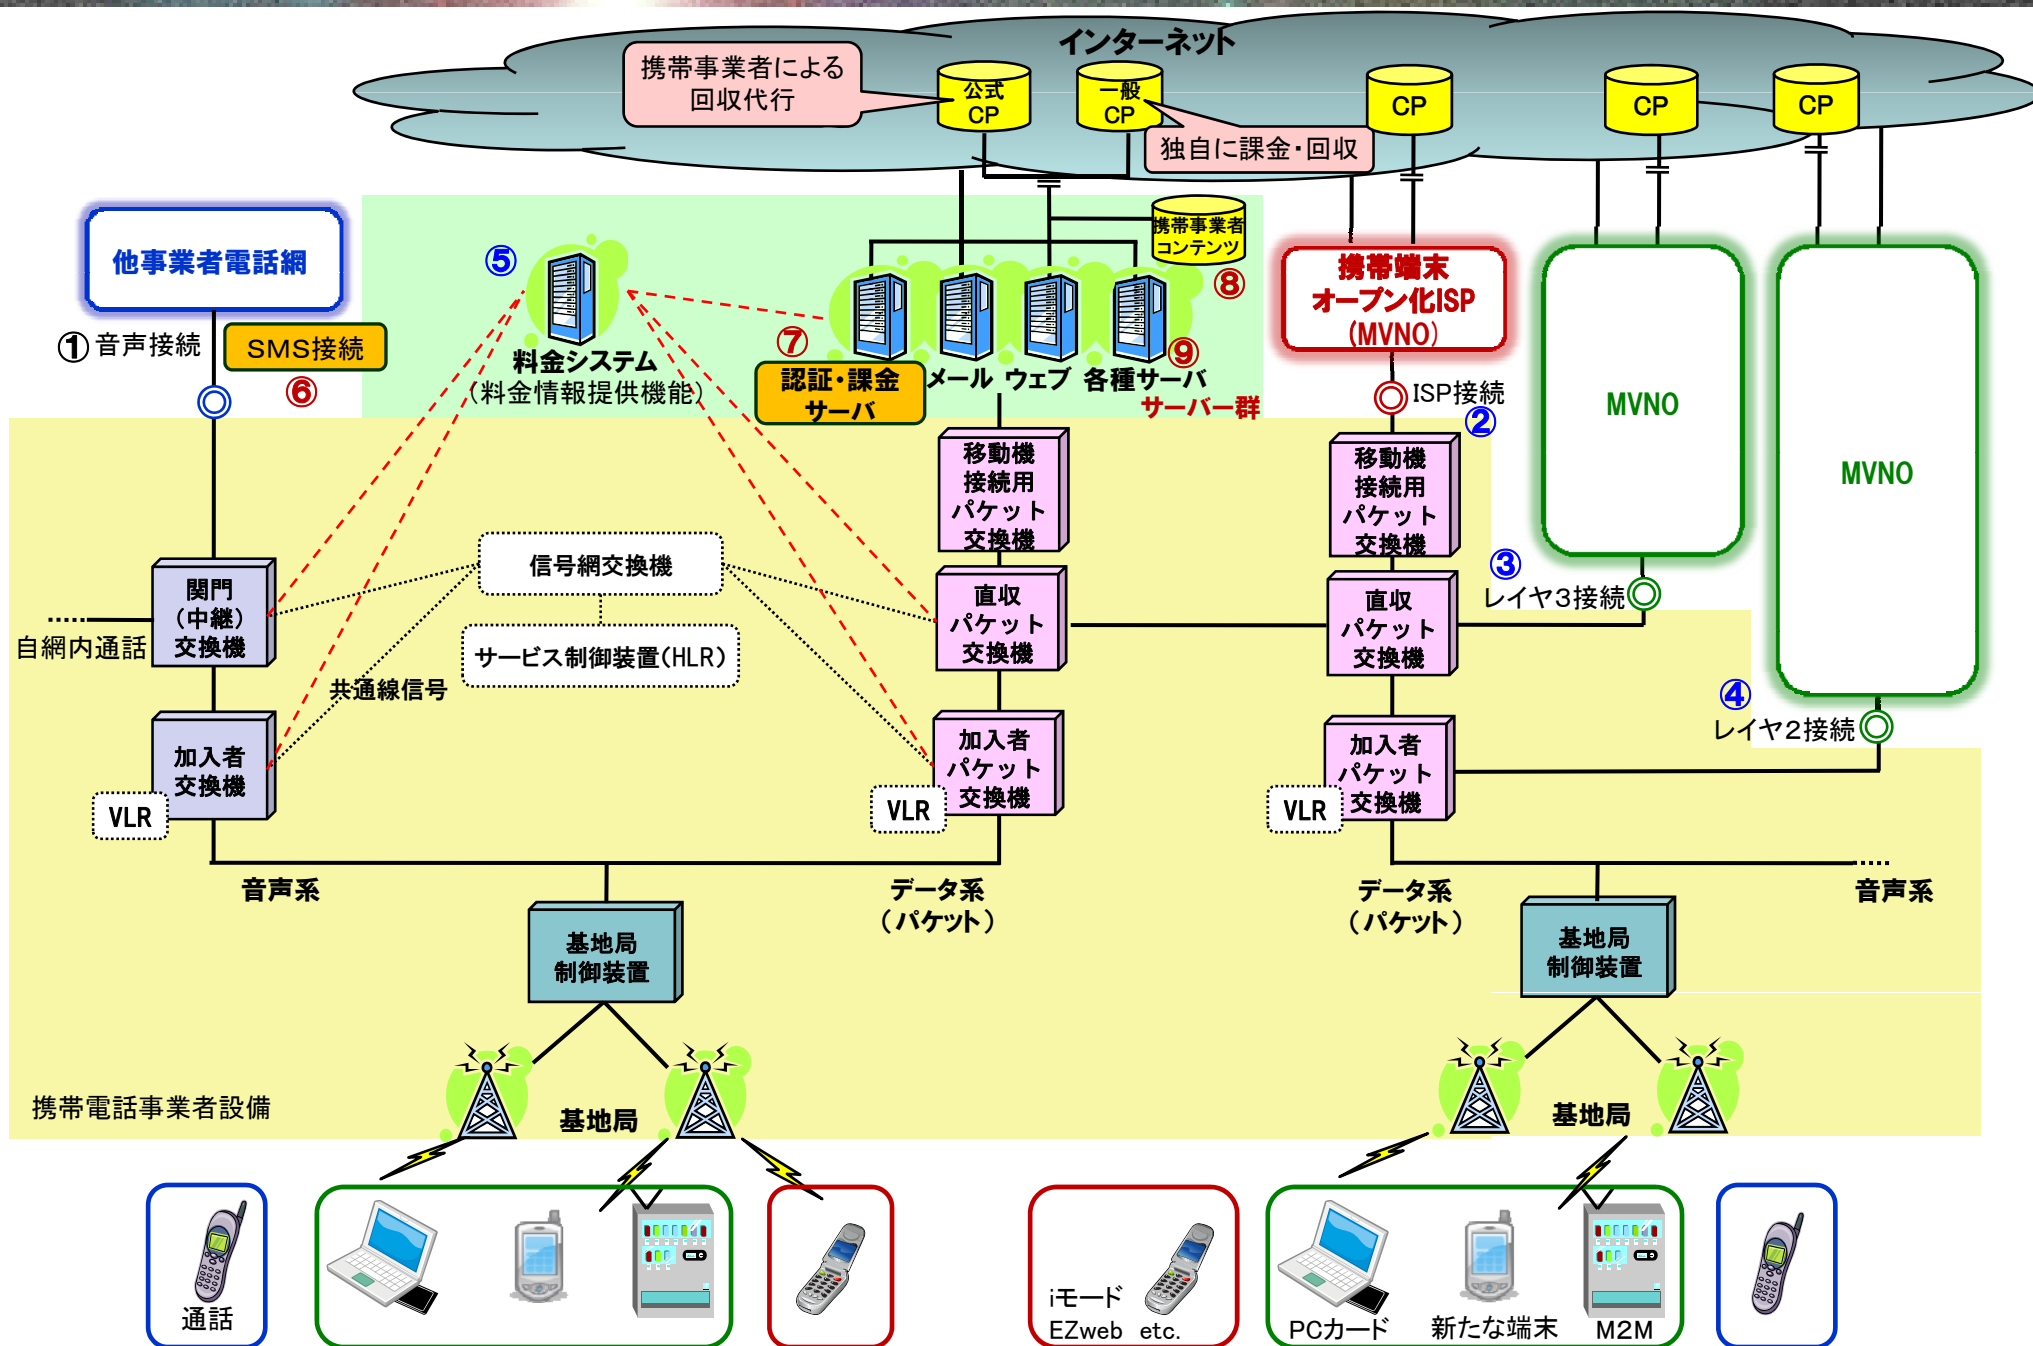 インターネット
携帯事業者による
回収代行
公式
CP
一般
CP
独自に課金・回収
CP
CP
CP
他事業者電話網
①音声接続
SMS接続
⑥
⑤
料金システム
(料金情報提供機能)
携帯事業者
コンテンツ
⑧
⑦
認証・課金
サーバ
メール
ウェブ
各種サーバ
⑨
サーバー群
携帯端末
オープン化ISP
(MVNO)
ISP接続
②
MVNO
MVNO
移動機
接続用
パケット
交換機
移動機
接続用
パケット
交換機
③
レイヤ3接続
関門
(中継)
交換機
自網内通話
信号網交換機
サービス制御装置(HLR)
共通線信号
直収
パケット
交換機
直収
パケット
交換機
④
レイヤ2接続
加入者
交換機
VLR
加入者
パケット
交換機
VLR
加入者
パケット
交換機
VLR
音声系
データ系
(パケット)
データ系
(パケット)
音声系
基地局
制御装置
基地局
制御装置
携帯電話事業者設備
基地局
基地局
通話
iモード
EZweb etc.
PCカード
新たな端末
M2M